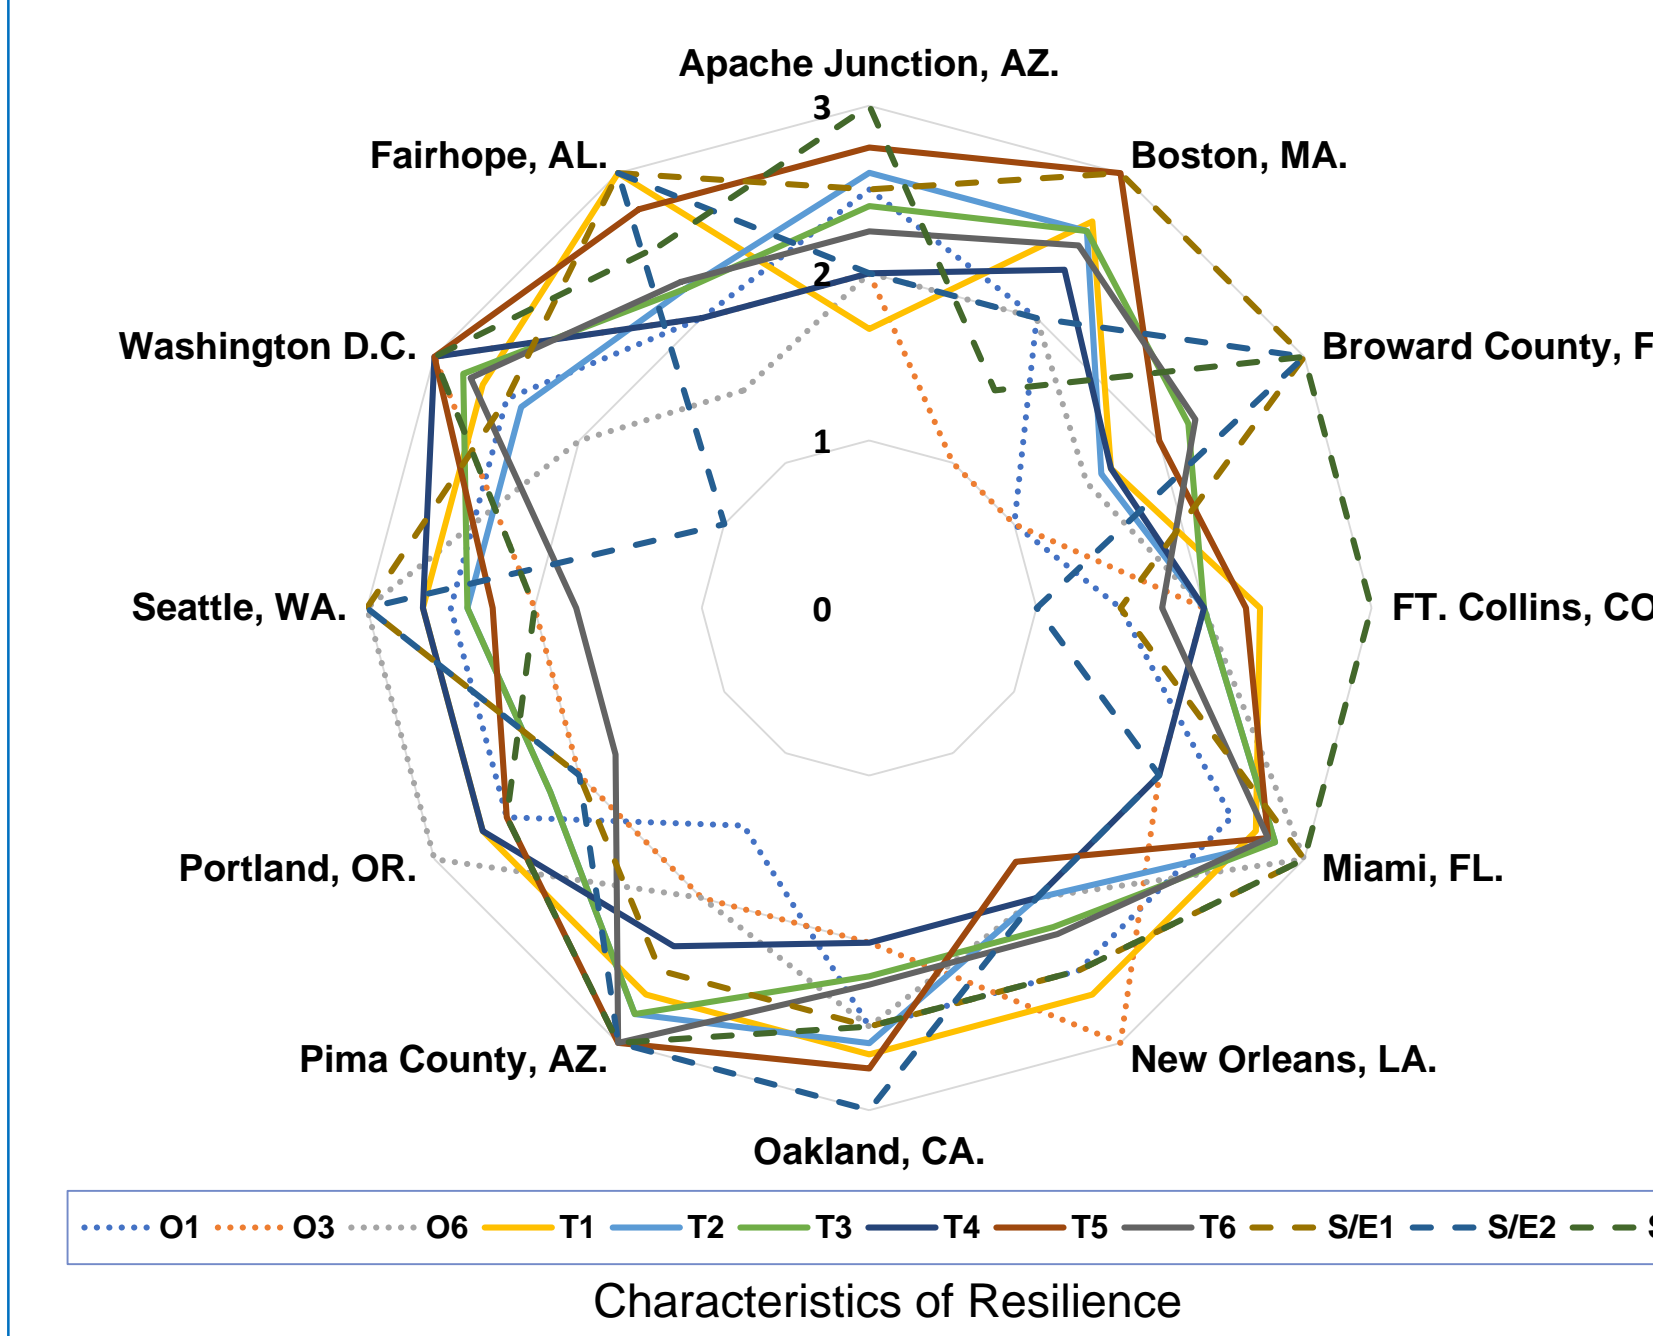 Apache Junction, AZ.
3
Fairhope, AL.
Boston, MA.
2
Washington D.C.
Broward County, F
1
Seattle, WA.
0
FT. Collins, CO
Portland, OR.
Miami, FL.
Pima County, AZ.
New Orleans, LA.
Oakland, CA.
O1 O3 O6 T1 T2 T3 T4 T5 T6 S/E1 S/E2
Characteristics of Resilience